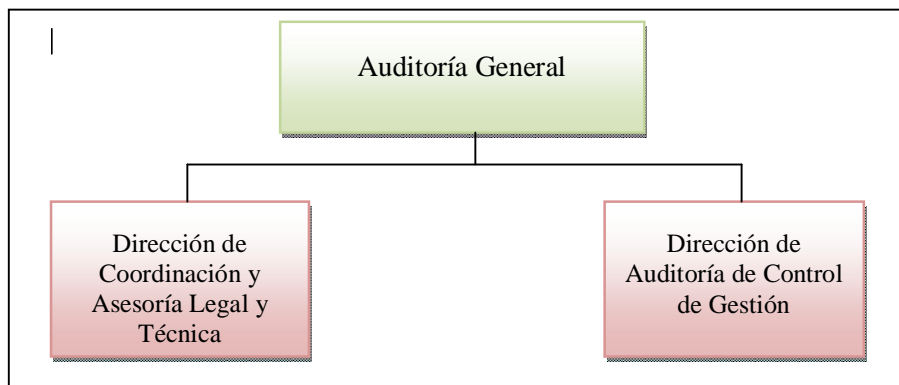 Auditoría General
Dirección de
Coordinación y
Asesoría Legal y
Técnica
Dirección de
Auditoría de Control
de Gestión